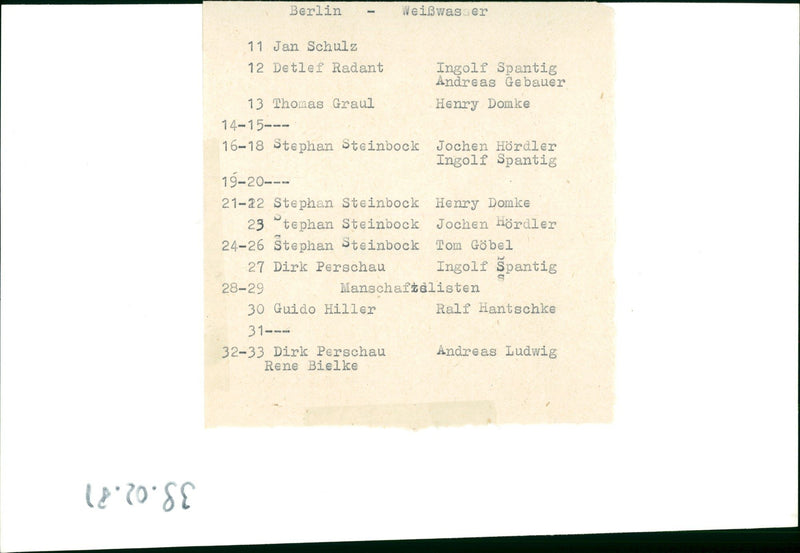 Berlin - Weißwasser
11 Jan Schulz
12 Detlef Radant Ingolf Spantig
Andreas Gebauer
13 Thomas Graul Henry Domke
14-15---
16-18 Stephan Steinbock Jochen Hördler
Ingolf Spantig
19-20---
21-22 Stephan Steinbock Henry Domke
23 Stephan Steinbock Jochen Hördler
24-26 Stephan Steinbock Tom Göbel
27 Dirk Perschau Ingolf Spantig
28-29 Manschaftslisten
30 Guido Hiller Ralf Hantschke
31---
32-33 Dirk Perschau Andreas Ludwig
Rene Bielke